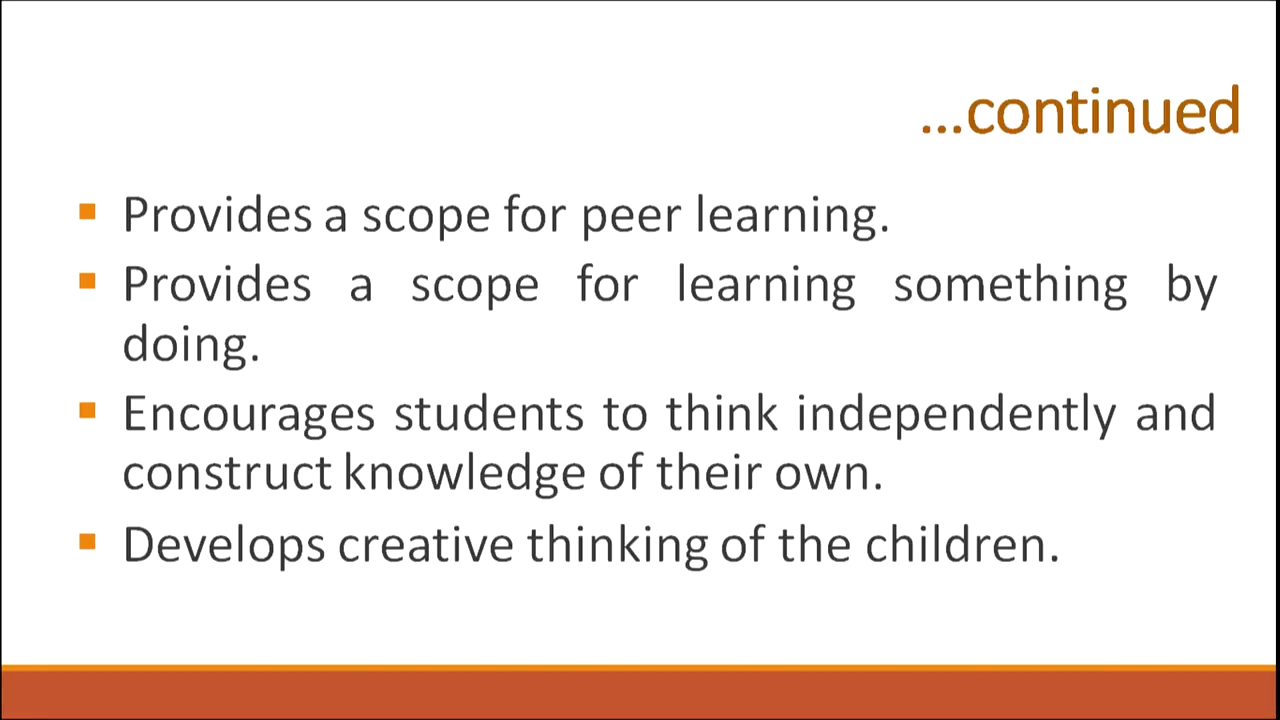 ...continued
▪ Provides a scope for peer learning.
▪ Provides a scope for learning something by
doing.
▪ Encourages students to think independently and
construct knowledge of their own.
▪ Develops creative thinking of the children.